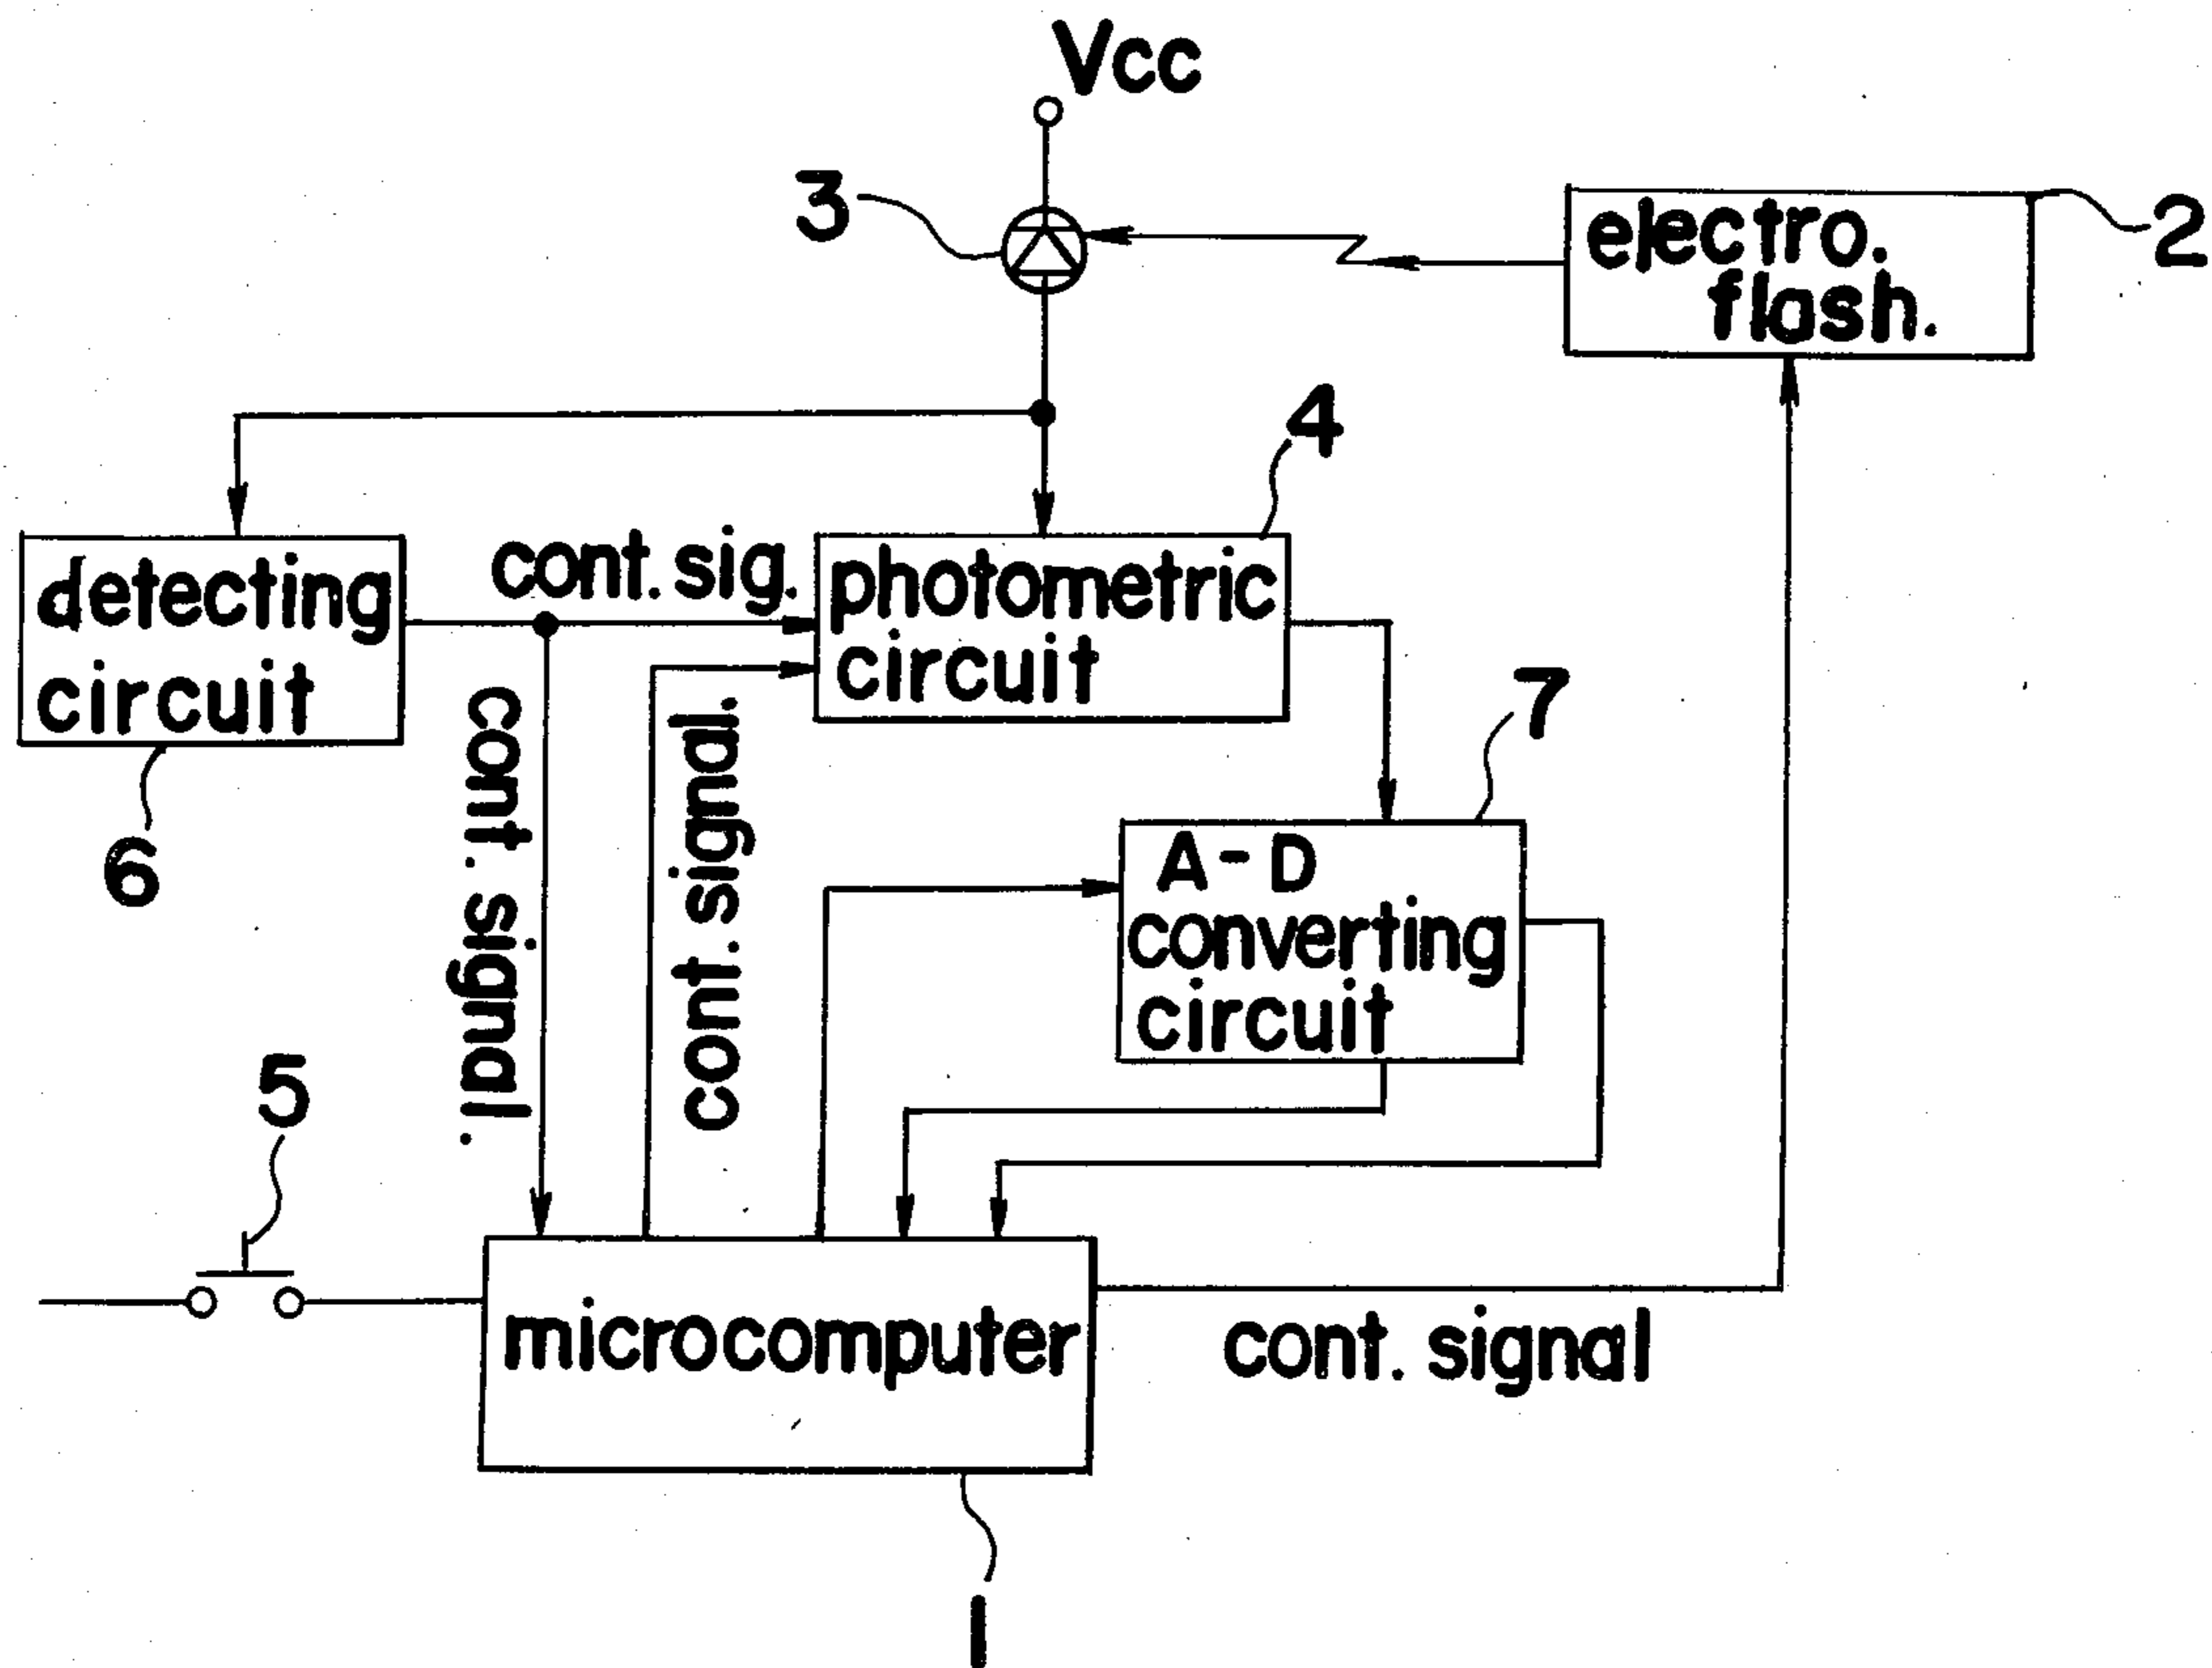 Vcc
3
electro.
flash.
2
4
detecting
circuit
6
cont. sig.
photometric
circuit
cont. signal.
cont. signal.
7
A-D
converting
circuit
5
microcomputer
cont. signal
1